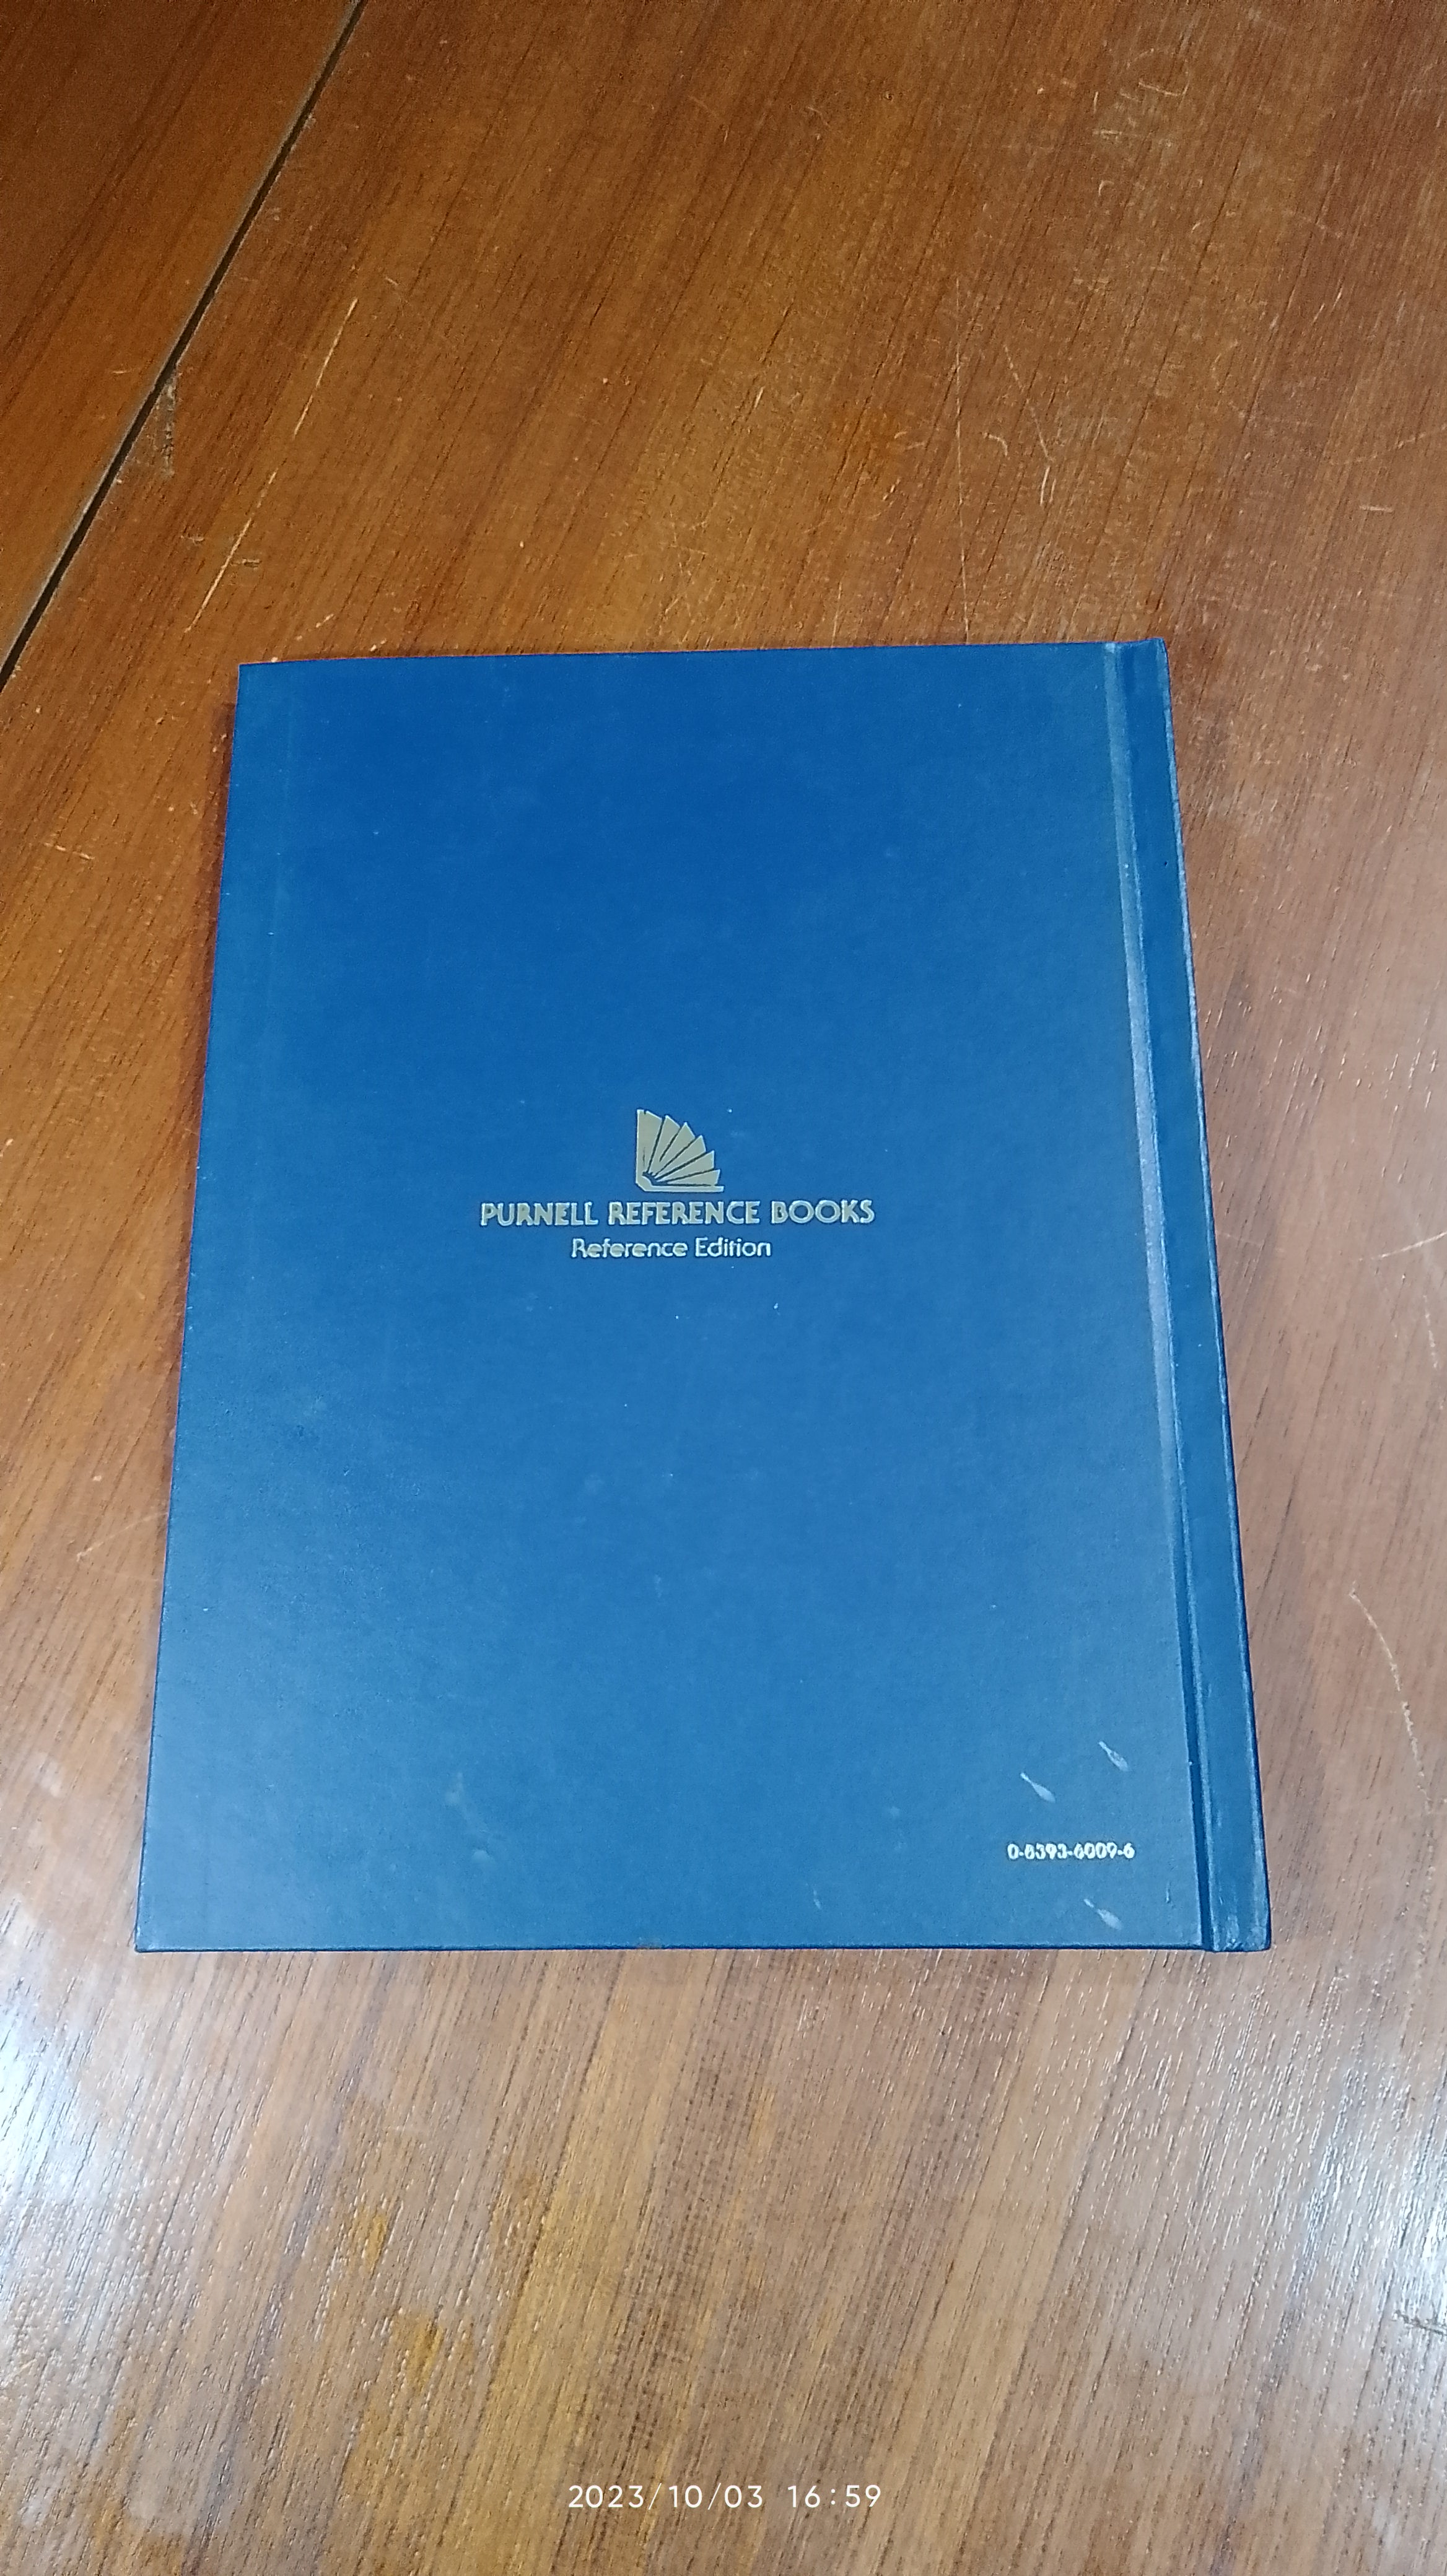 PURNELL REFERENCE BOOKS
Reference Edition
0-8393-6009-6
2023/10/03 16:59